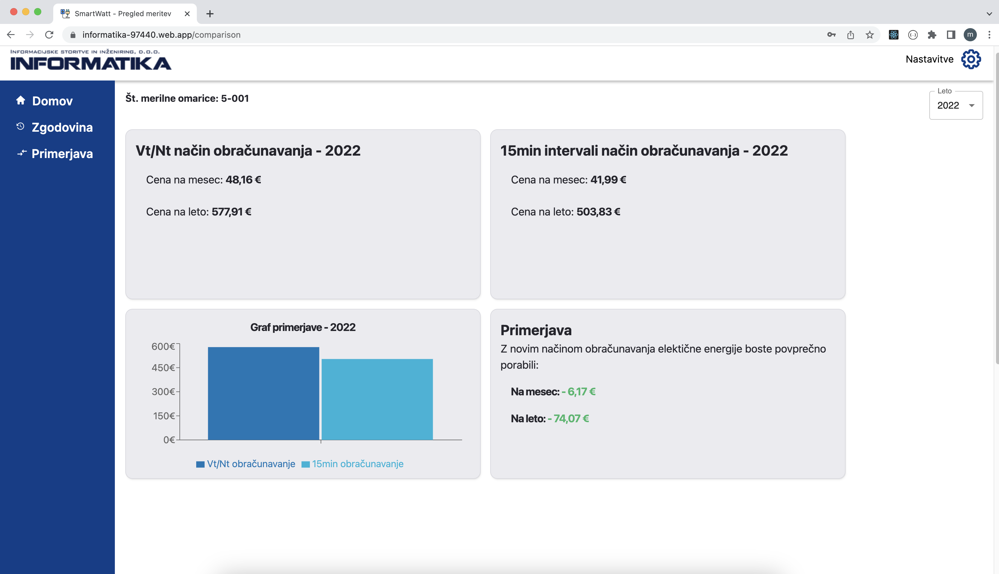 SmartWatt - Pregled meritev
informatika-97440.web.app/comparison
m
INFORMACIJSKE STORITVE IN INŽENIRING, D.O.O.
INFORMATIKA
Nastavitve
Domov
Zgodovina
Primerjava
Št. merilne omarice: 5-001
Leto
2022
Vt/Nt način obračunavanja - 2022
Cena na mesec: 48,16 €
Cena na leto: 577,91 €
15min intervali način obračunavanja - 2022
Cena na mesec: 41,99 €
Cena na leto: 503,83 €
Graf primerjave - 2022
600€
450€
300€
150€
0€
Vt/Nt obračunavanje 15min obračunavanje
Primerjava
Z novim načinom obračunavanja elektične energije boste povprečno
porabili:
Na mesec: - 6,17 €
Na leto: - 74,07 €